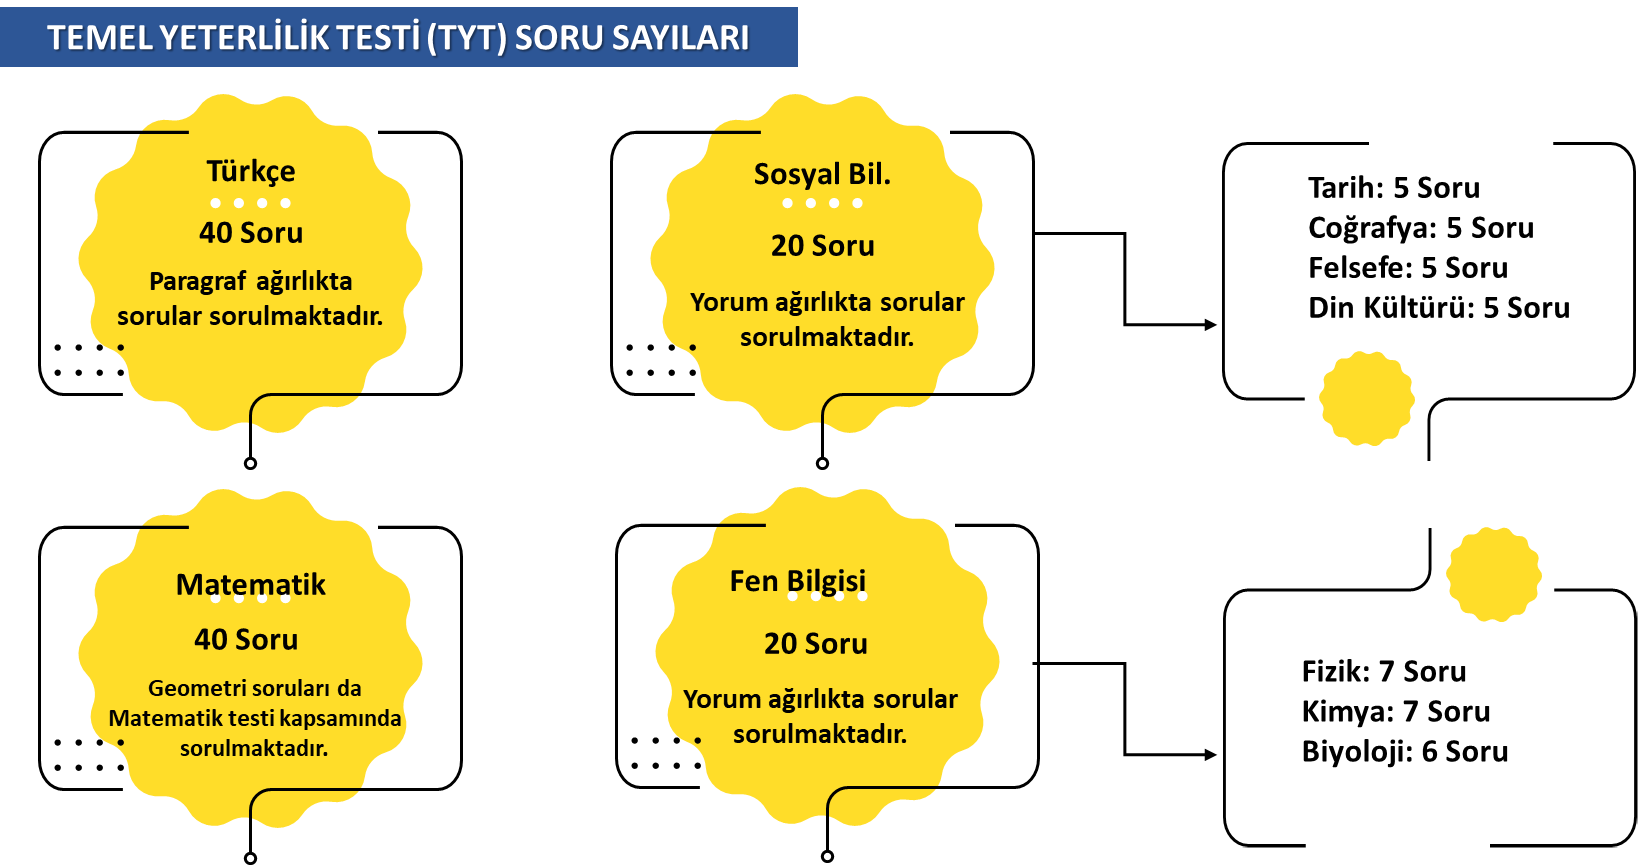 TEMEL YETERLİLİK TESTİ (TYT) SORU SAYILARI
Türkçe
40 Soru
Paragraf ağırlıkta
sorular sorulmaktadır.
Sosyal Bil.
20 Soru
Yorum ağırlıkta sorular
sorulmaktadır.
Tarih: 5 Soru
Coğrafya: 5 Soru
Felsefe: 5 Soru
Din Kültürü: 5 Soru
Matematik
40 Soru
Geometri soruları da
Matematik testi kapsamında
sorulmaktadır.
Fen Bilgisi
20 Soru
Yorum ağırlıkta sorular
sorulmaktadır.
Fizik: 7 Soru
Kimya: 7 Soru
Biyoloji: 6 Soru